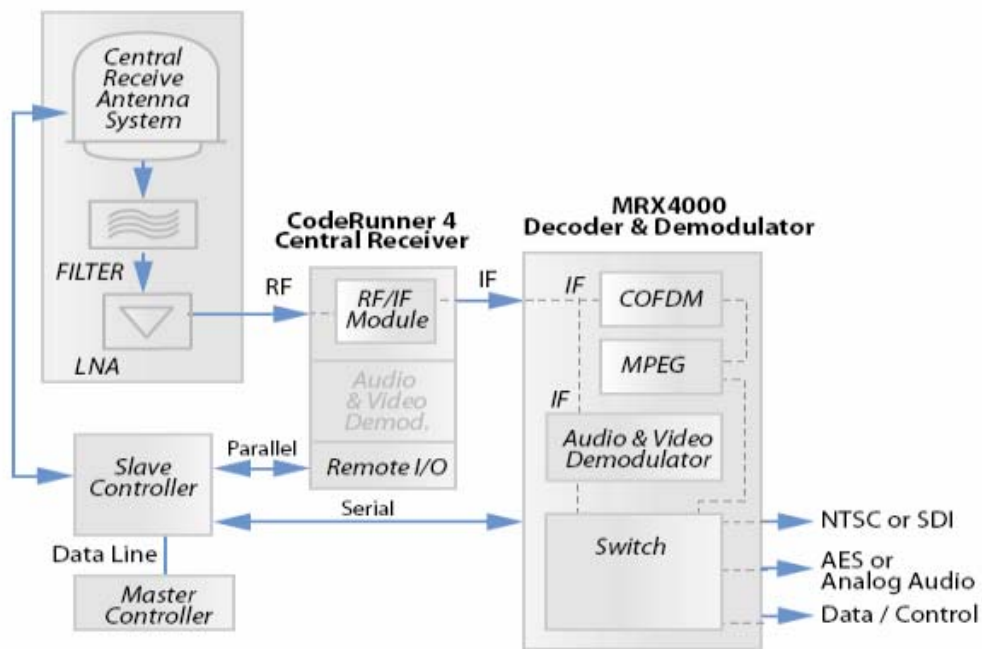 Central
Receive
Antenna
System
FILTER
LNA
RF
CodeRunner 4
Central Receiver
RF/IF
Module
Audio
& Video
Demod.
Remote I/O
IF
MRX4000
Decoder & Demodulator
IF
COFDM
MPEG
IF
Audio & Video
Demodulator
Switch
NTSC or SDI
AES or
Analog Audio
Data / Control
Slave
Controller
Parallel
Serial
Data Line
Master
Controller